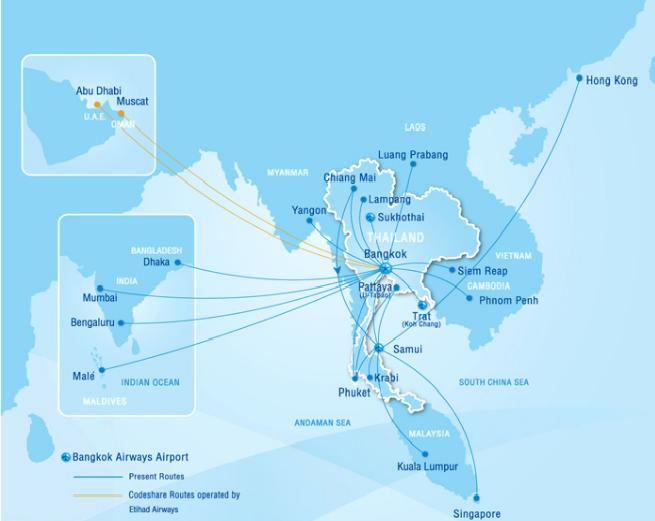 Hong Kong
Abu Dhabi
Muscat
U.A.E.
OMAN
LAOS
Luang Prabang
MYANMAR
Chiang Mai
Lampang
Yangon
Sukhothai
THAILAND
BANGLADESH
Dhaka
Bangkok
VIETNAM
INDIA
Siem Reap
Mumbai
Pattaya
(U-Tapao)
CAMBODIA
Phnom Penh
Bengaluru
Trat
(Koh Chang)
Samui
Malé
INDIAN OCEAN
Krabi
SOUTH CHINA SEA
Phuket
MALDIVES
ANDAMAN SEA
MALAYSIA
Bangkok Airways Airport
Kuala Lumpur
Present Routes
Codeshare Routes operated by
Etihad Airways
Singapore